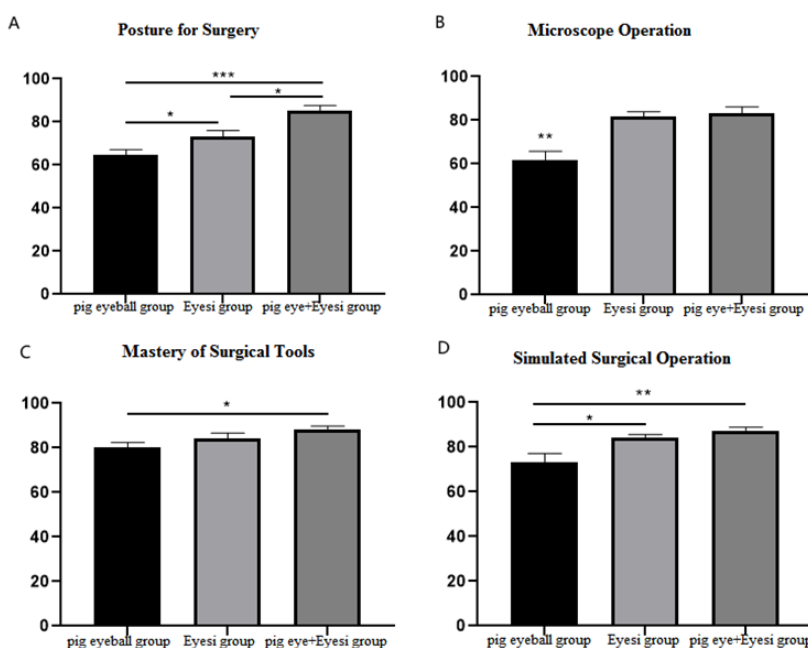 A
Posture for Surgery
100
80
60
40
20
0
***
*
*
pig eyeball group
Eyesi group
pig eye+Eyesi group
B
Microscope Operation
100
80
60
40
20
0
**
pig eyeball group
Eyesi group
pig eye+Eyesi group
C
Mastery of Surgical Tools
100
80
60
40
20
0
*
pig eyeball group
Eyesi group
pig eye+Eyesi group
D
Simulated Surgical Operation
100
80
60
40
20
0
**
*
pig eyeball group
Eyesi group
pig eye+Eyesi group